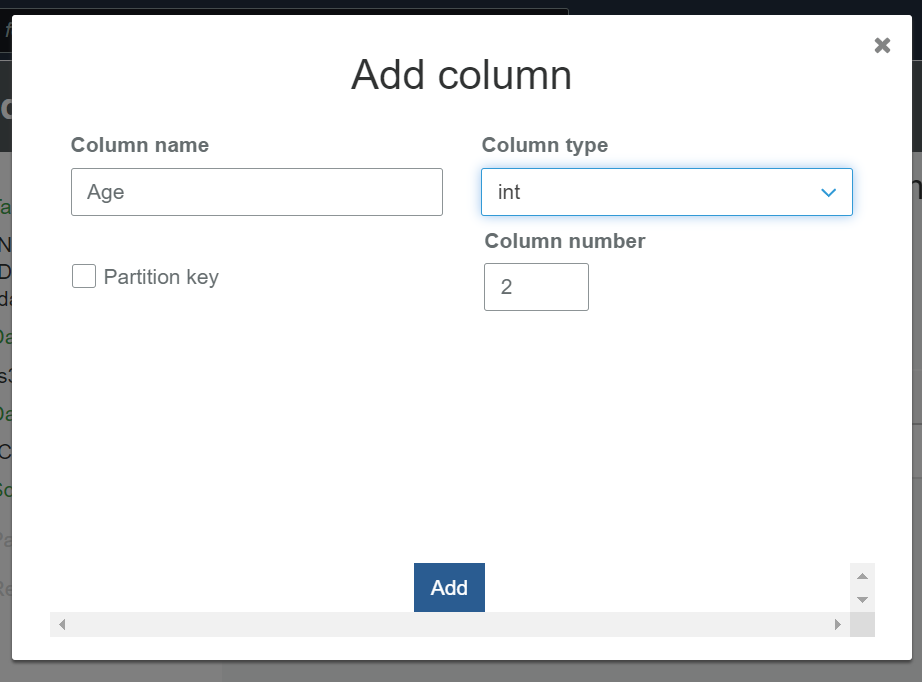 Add column
Column name
Column type
Age
int
Column number
Partition key
2
Add